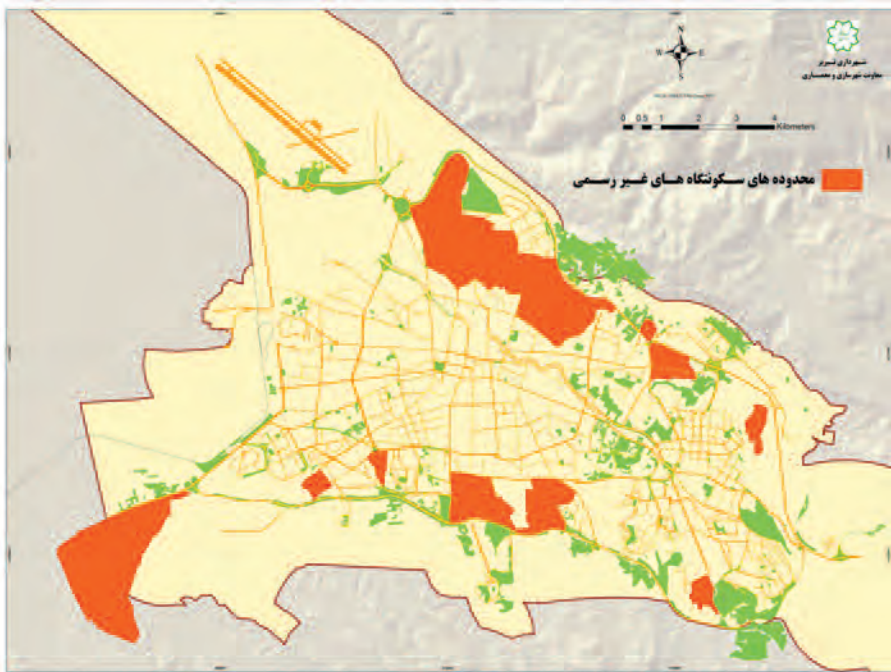 N
W E
S
شهرداری تبریز
معاونت شهرسازی و معماری
0 0.5 1 2 3 4
Kilometers
محدوده های سکونتگاه های غیر رسمی